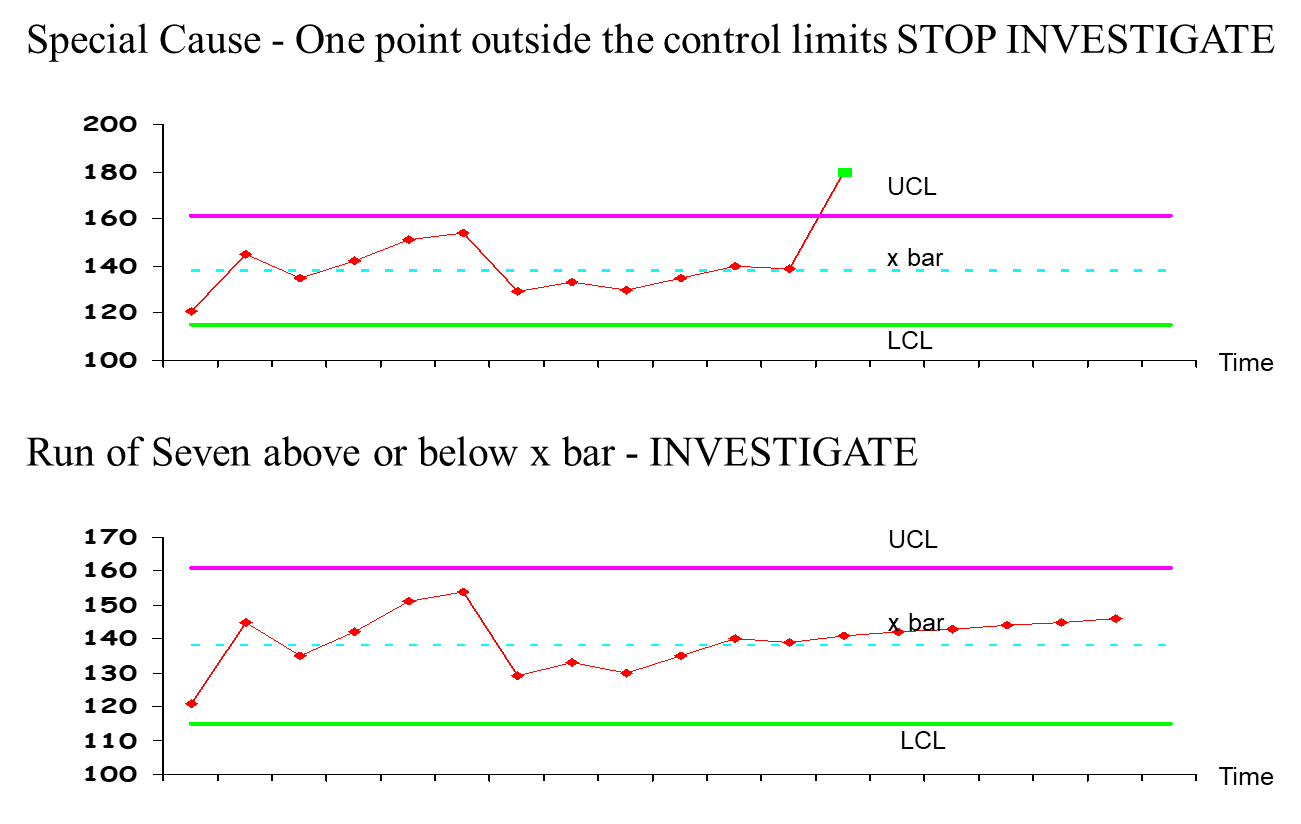 Special Cause - One point outside the control limits STOP INVESTIGATE
200
180
UCL
160
x bar
140
120
LCL
100
Time
Run of Seven above or below x bar - INVESTIGATE
170
UCL
160
150
x bar
140
130
120
110
LCL
100
Time